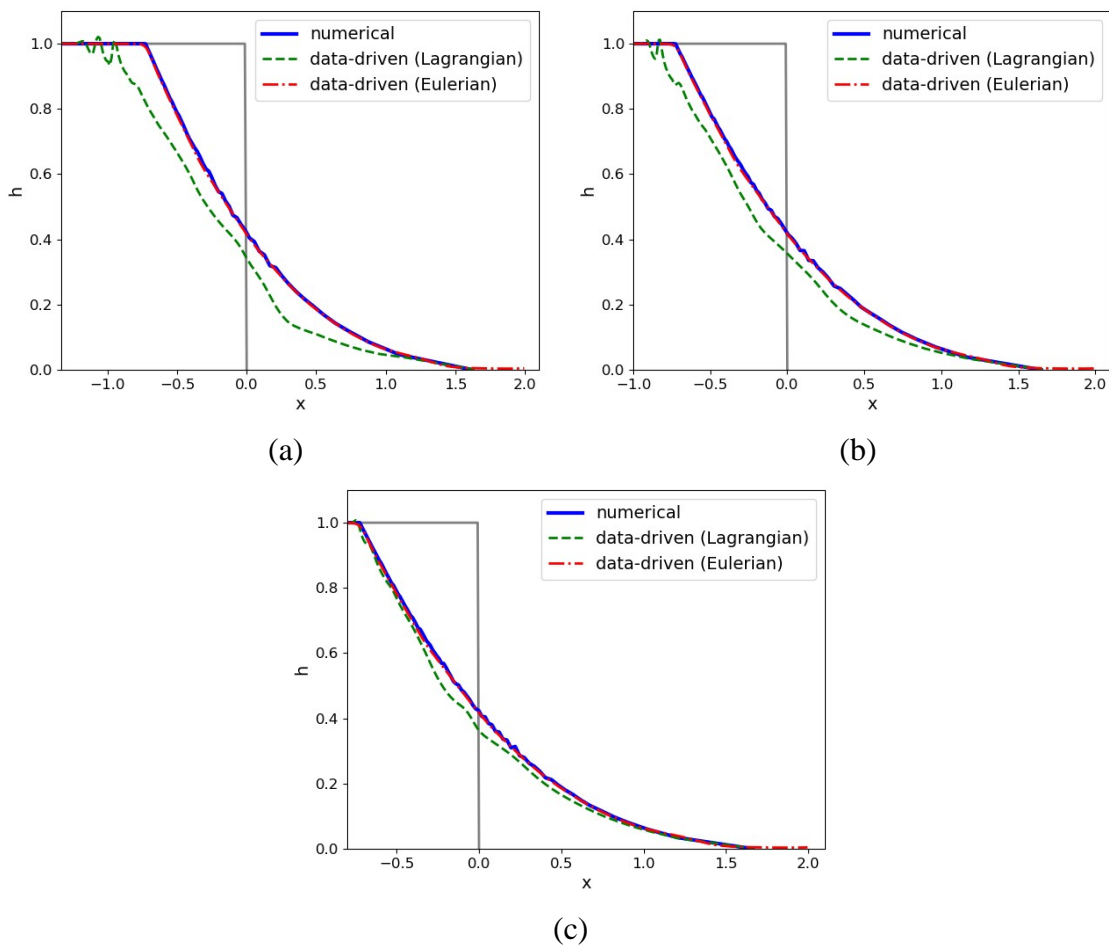 numerical
data-driven (Lagrangian)
data-driven (Eulerian)
h
1.0
0.8
0.6
0.4
0.2
0.0
−1.0 −0.5 0.0 0.5 1.0 1.5 2.0
x
(a)
numerical
data-driven (Lagrangian)
data-driven (Eulerian)
h
1.0
0.8
0.6
0.4
0.2
0.0
−1.0 −0.5 0.0 0.5 1.0 1.5 2.0
x
(b)
numerical
data-driven (Lagrangian)
data-driven (Eulerian)
h
1.0
0.8
0.6
0.4
0.2
0.0
−0.5 0.0 0.5 1.0 1.5 2.0
x
(c)